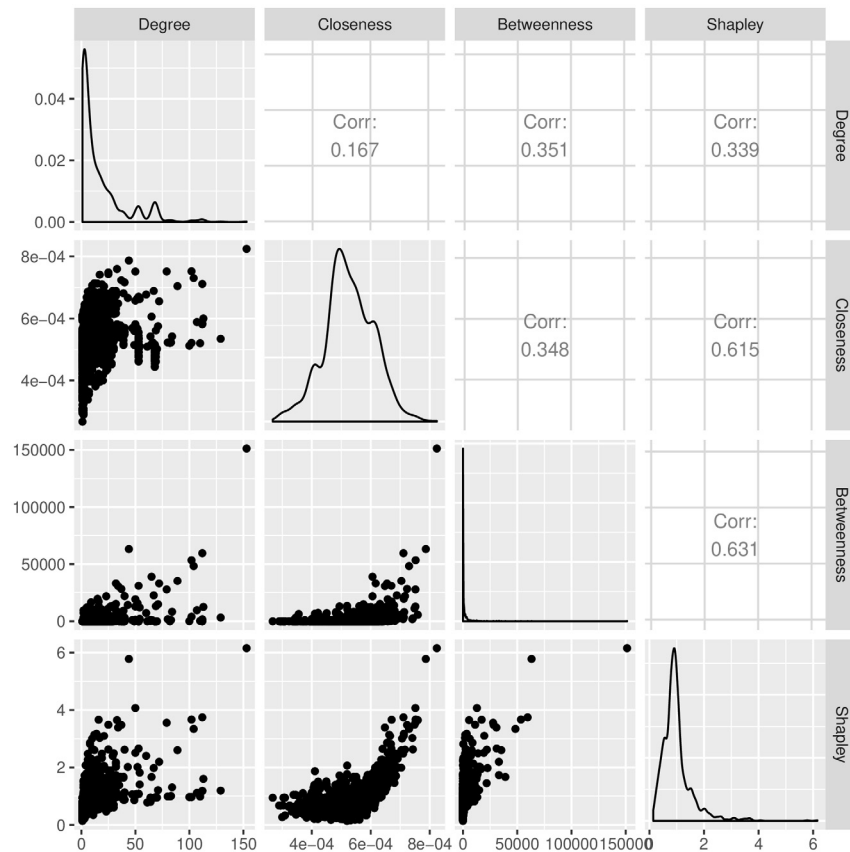 Degree Closeness Betweenness Shapley
0.04
0.02
0.00
Corr:
0.167
Corr:
0.351
Corr:
0.339
Degree
8e−04
6e−04
4e−04
Corr:
0.348
Corr:
0.615
Closeness
150000
100000
50000
0
Corr:
0.631
Betweenness
6
4
2
0
Shapley
0 50 100 150
4e−04 6e−04 8e−04
0 50000 100000 150000
0 2 4 6